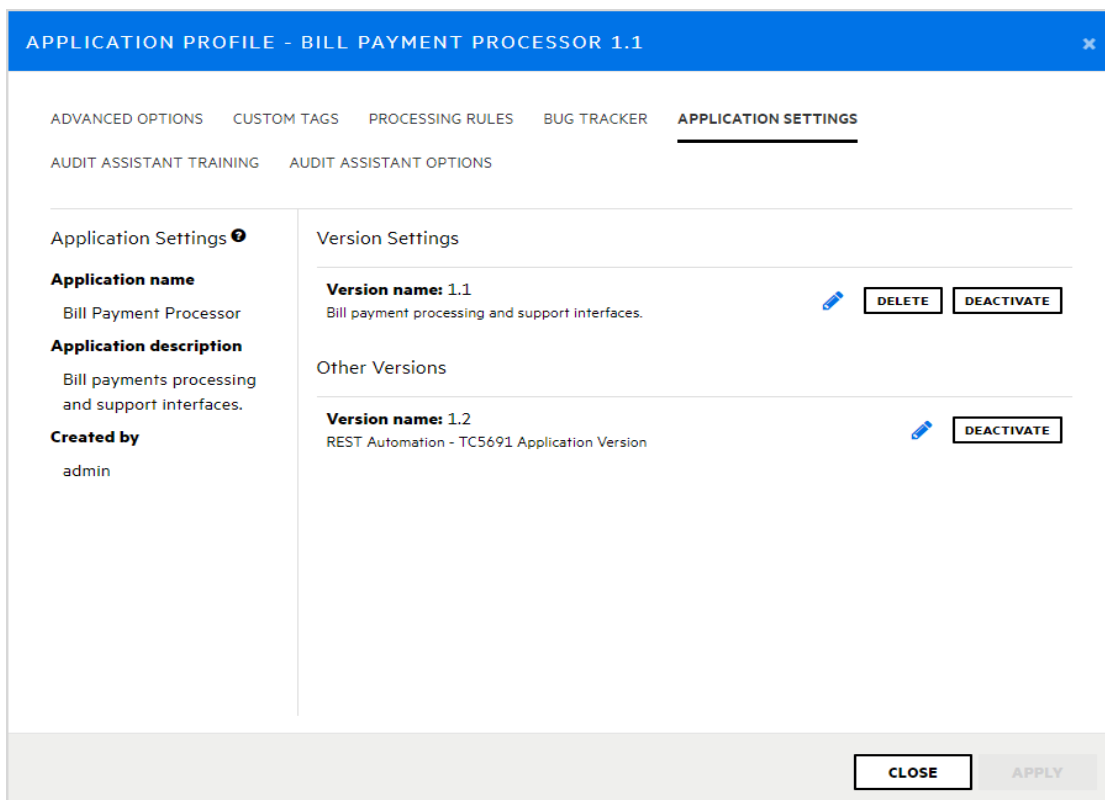 APPLICATION PROFILE - BILL PAYMENT PROCESSOR 1.1
ADVANCED OPTIONS CUSTOM TAGS PROCESSING RULES BUG TRACKER APPLICATION SETTINGS
AUDIT ASSISTANT TRAINING AUDIT ASSISTANT OPTIONS
Application Settings
Application name
Bill Payment Processor
Application description
Bill payments processing
and support interfaces.
Created by
admin
Version Settings
Version name: 1.1
Bill payment processing and support interfaces.
DELETE DEACTIVATE
Other Versions
Version name: 1.2
REST Automation - TC5691 Application Version
DEACTIVATE
CLOSE APPLY